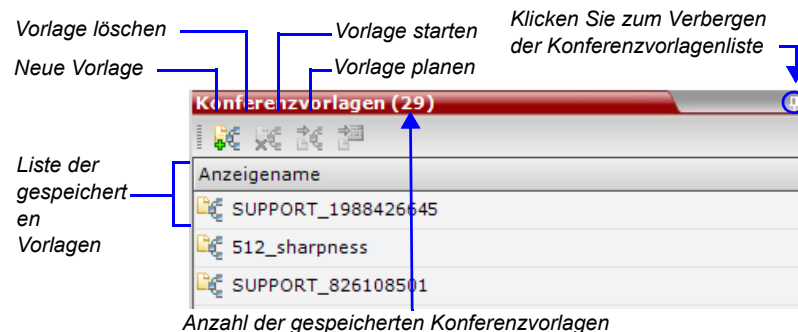 Vorlage löschen
Vorlage starten
Klicken Sie zum Verbergen
der Konferenzvorlagenliste
Neue Vorlage
Vorlage planen
Konferenzvorlagen (29)
Liste der
gespeichert
en
Vorlagen
Anzeigename
SUPPORT_1988426645
512_sharpness
SUPPORT_826108501
Anzahl der gespeicherten Konferenzvorlagen